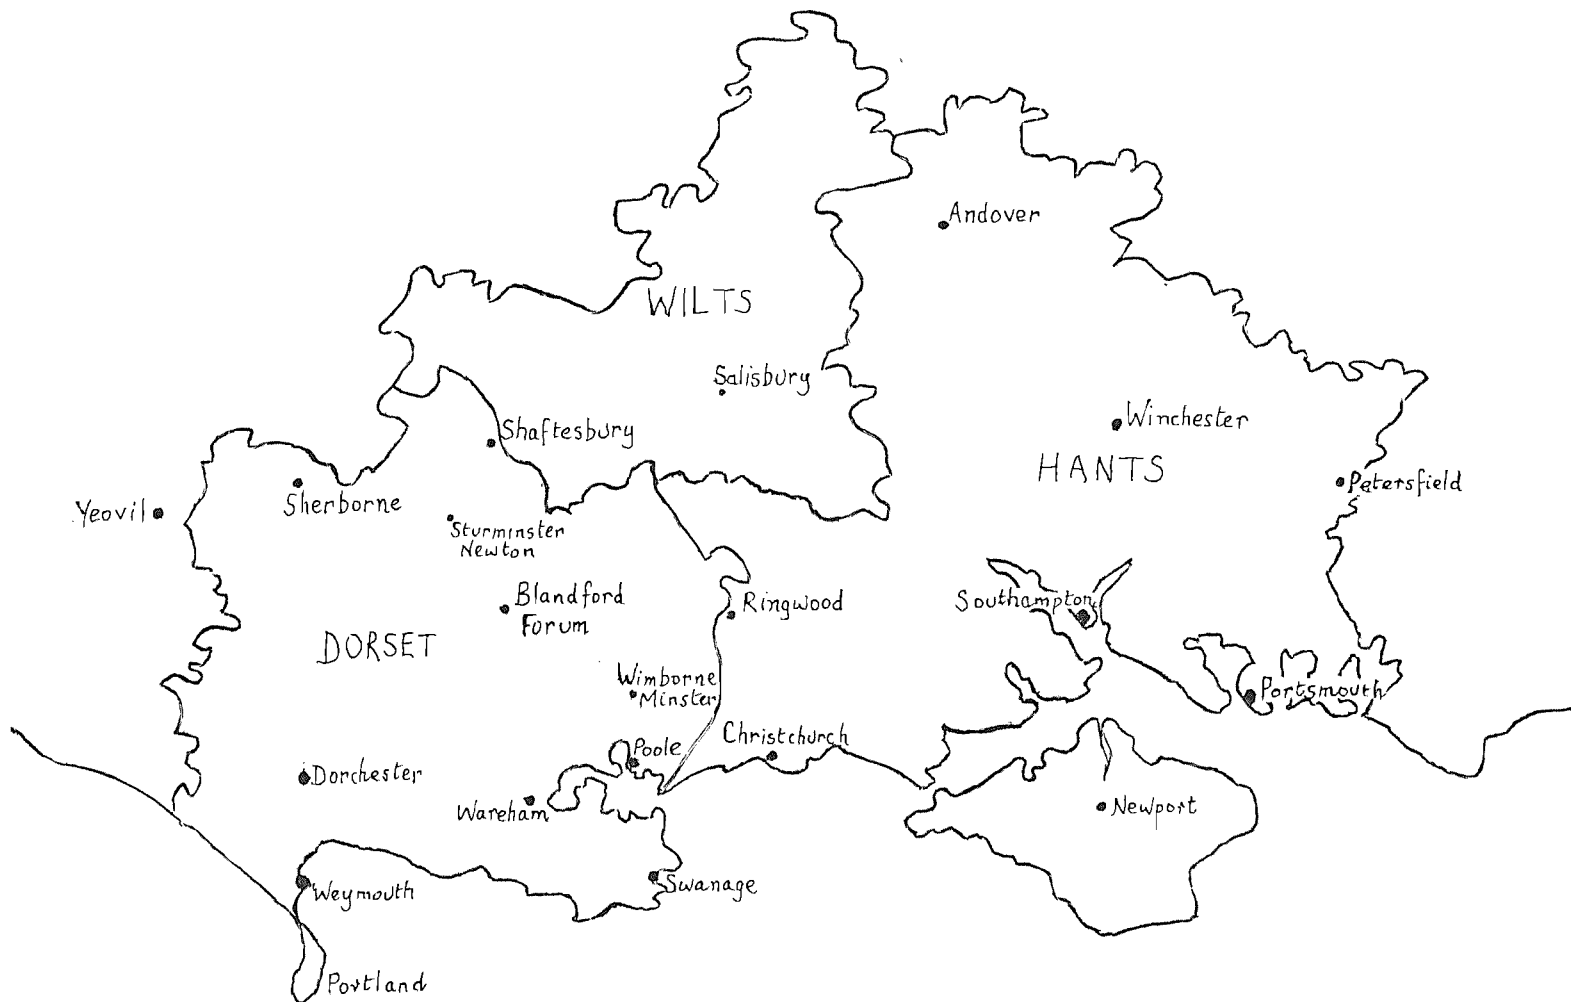 Andover
WILTS
Salisbury
Shaftesbury
Winchester
HANTS
Petersfield
Yeovil
Sherborne
Sturminster
Newton
Blandford
Forum
Ringwood
Southampton
DORSET
Wimborne
Minster
Portsmouth
Christchurch
Poole
Dorchester
Wareham
Newport
Weymouth
Swanage
Portland